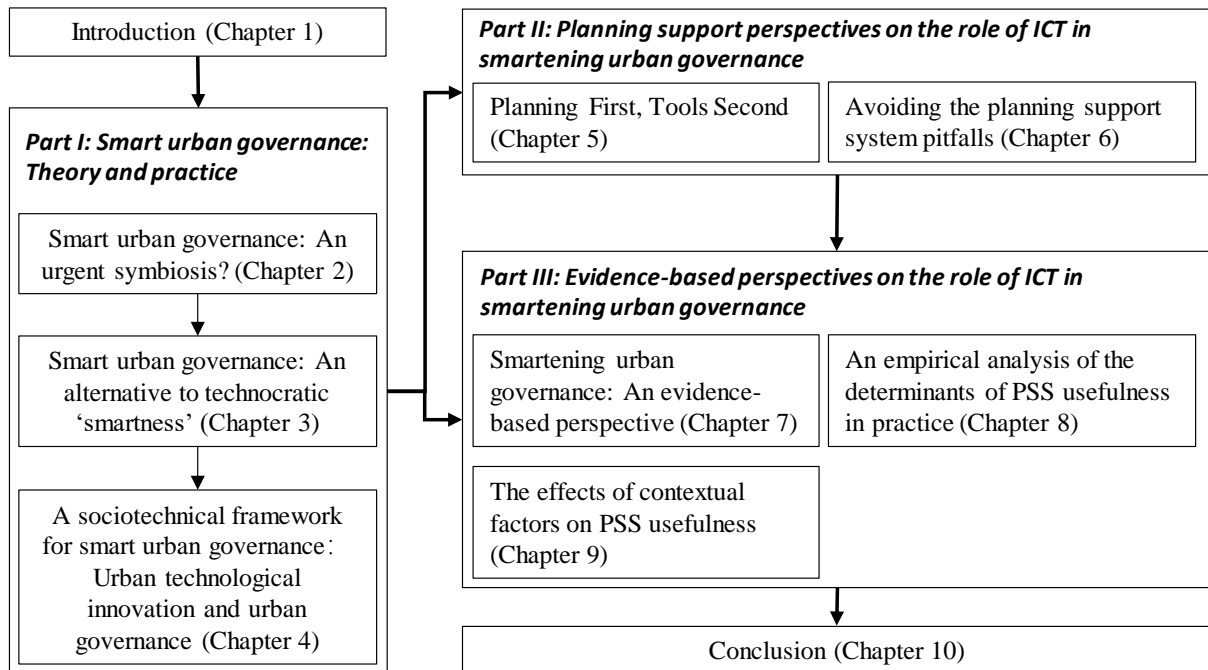 Introduction (Chapter 1)
Part I: Smart urban governance:
Theory and practice
Smart urban governance: An
urgent symbiosis? (Chapter 2)
Smart urban governance: An
alternative to technocratic
‘smartness’ (Chapter 3)
A sociotechnical framework
for smart urban governance:
Urban technological
innovation and urban
governance (Chapter 4)
Part II: Planning support perspectives on the role of ICT in
smartening urban governance
Planning First, Tools Second
(Chapter 5)
Avoiding the planning support
system pitfalls (Chapter 6)
Part III: Evidence-based perspectives on the role of ICT in
smartening urban governance
Smartening urban
governance: An evidence-
based perspective (Chapter 7)
An empirical analysis of the
determinants of PSS usefulness
in practice (Chapter 8)
The effects of contextual
factors on PSS usefulness
(Chapter 9)
Conclusion (Chapter 10)